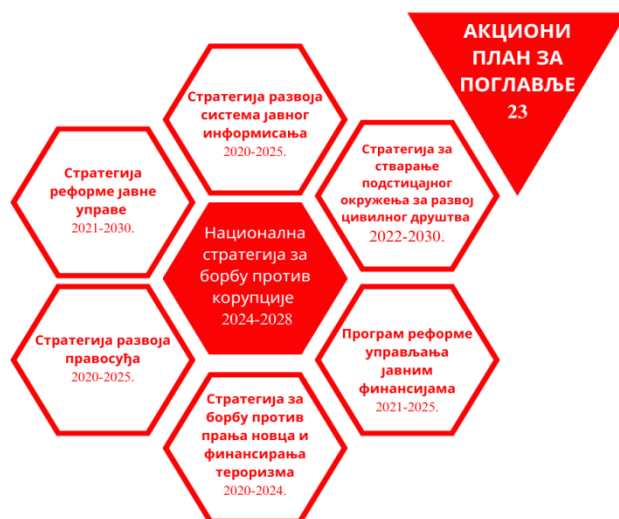 АКЦИОНИ
ПЛАН ЗА
ПОГЛАВЉЕ
23
Стратегија развоја
система јавног
информисања
2020-2025.
Стратегија
реформе јавне
управе
2021-2030.
Стратегија за
стварање
подстицајног
окружења за развој
цивилног друштва
2022-2030.
Национална
стратегија за
борбу против
корупције
2024-2028
Стратегија развоја
правосуђа
2020-2025.
Програм реформе
управљања
јавним
финансијама
2021-2025.
Стратегија за
борбу против
прања новца и
финансирања
тероризма
2020-2024.